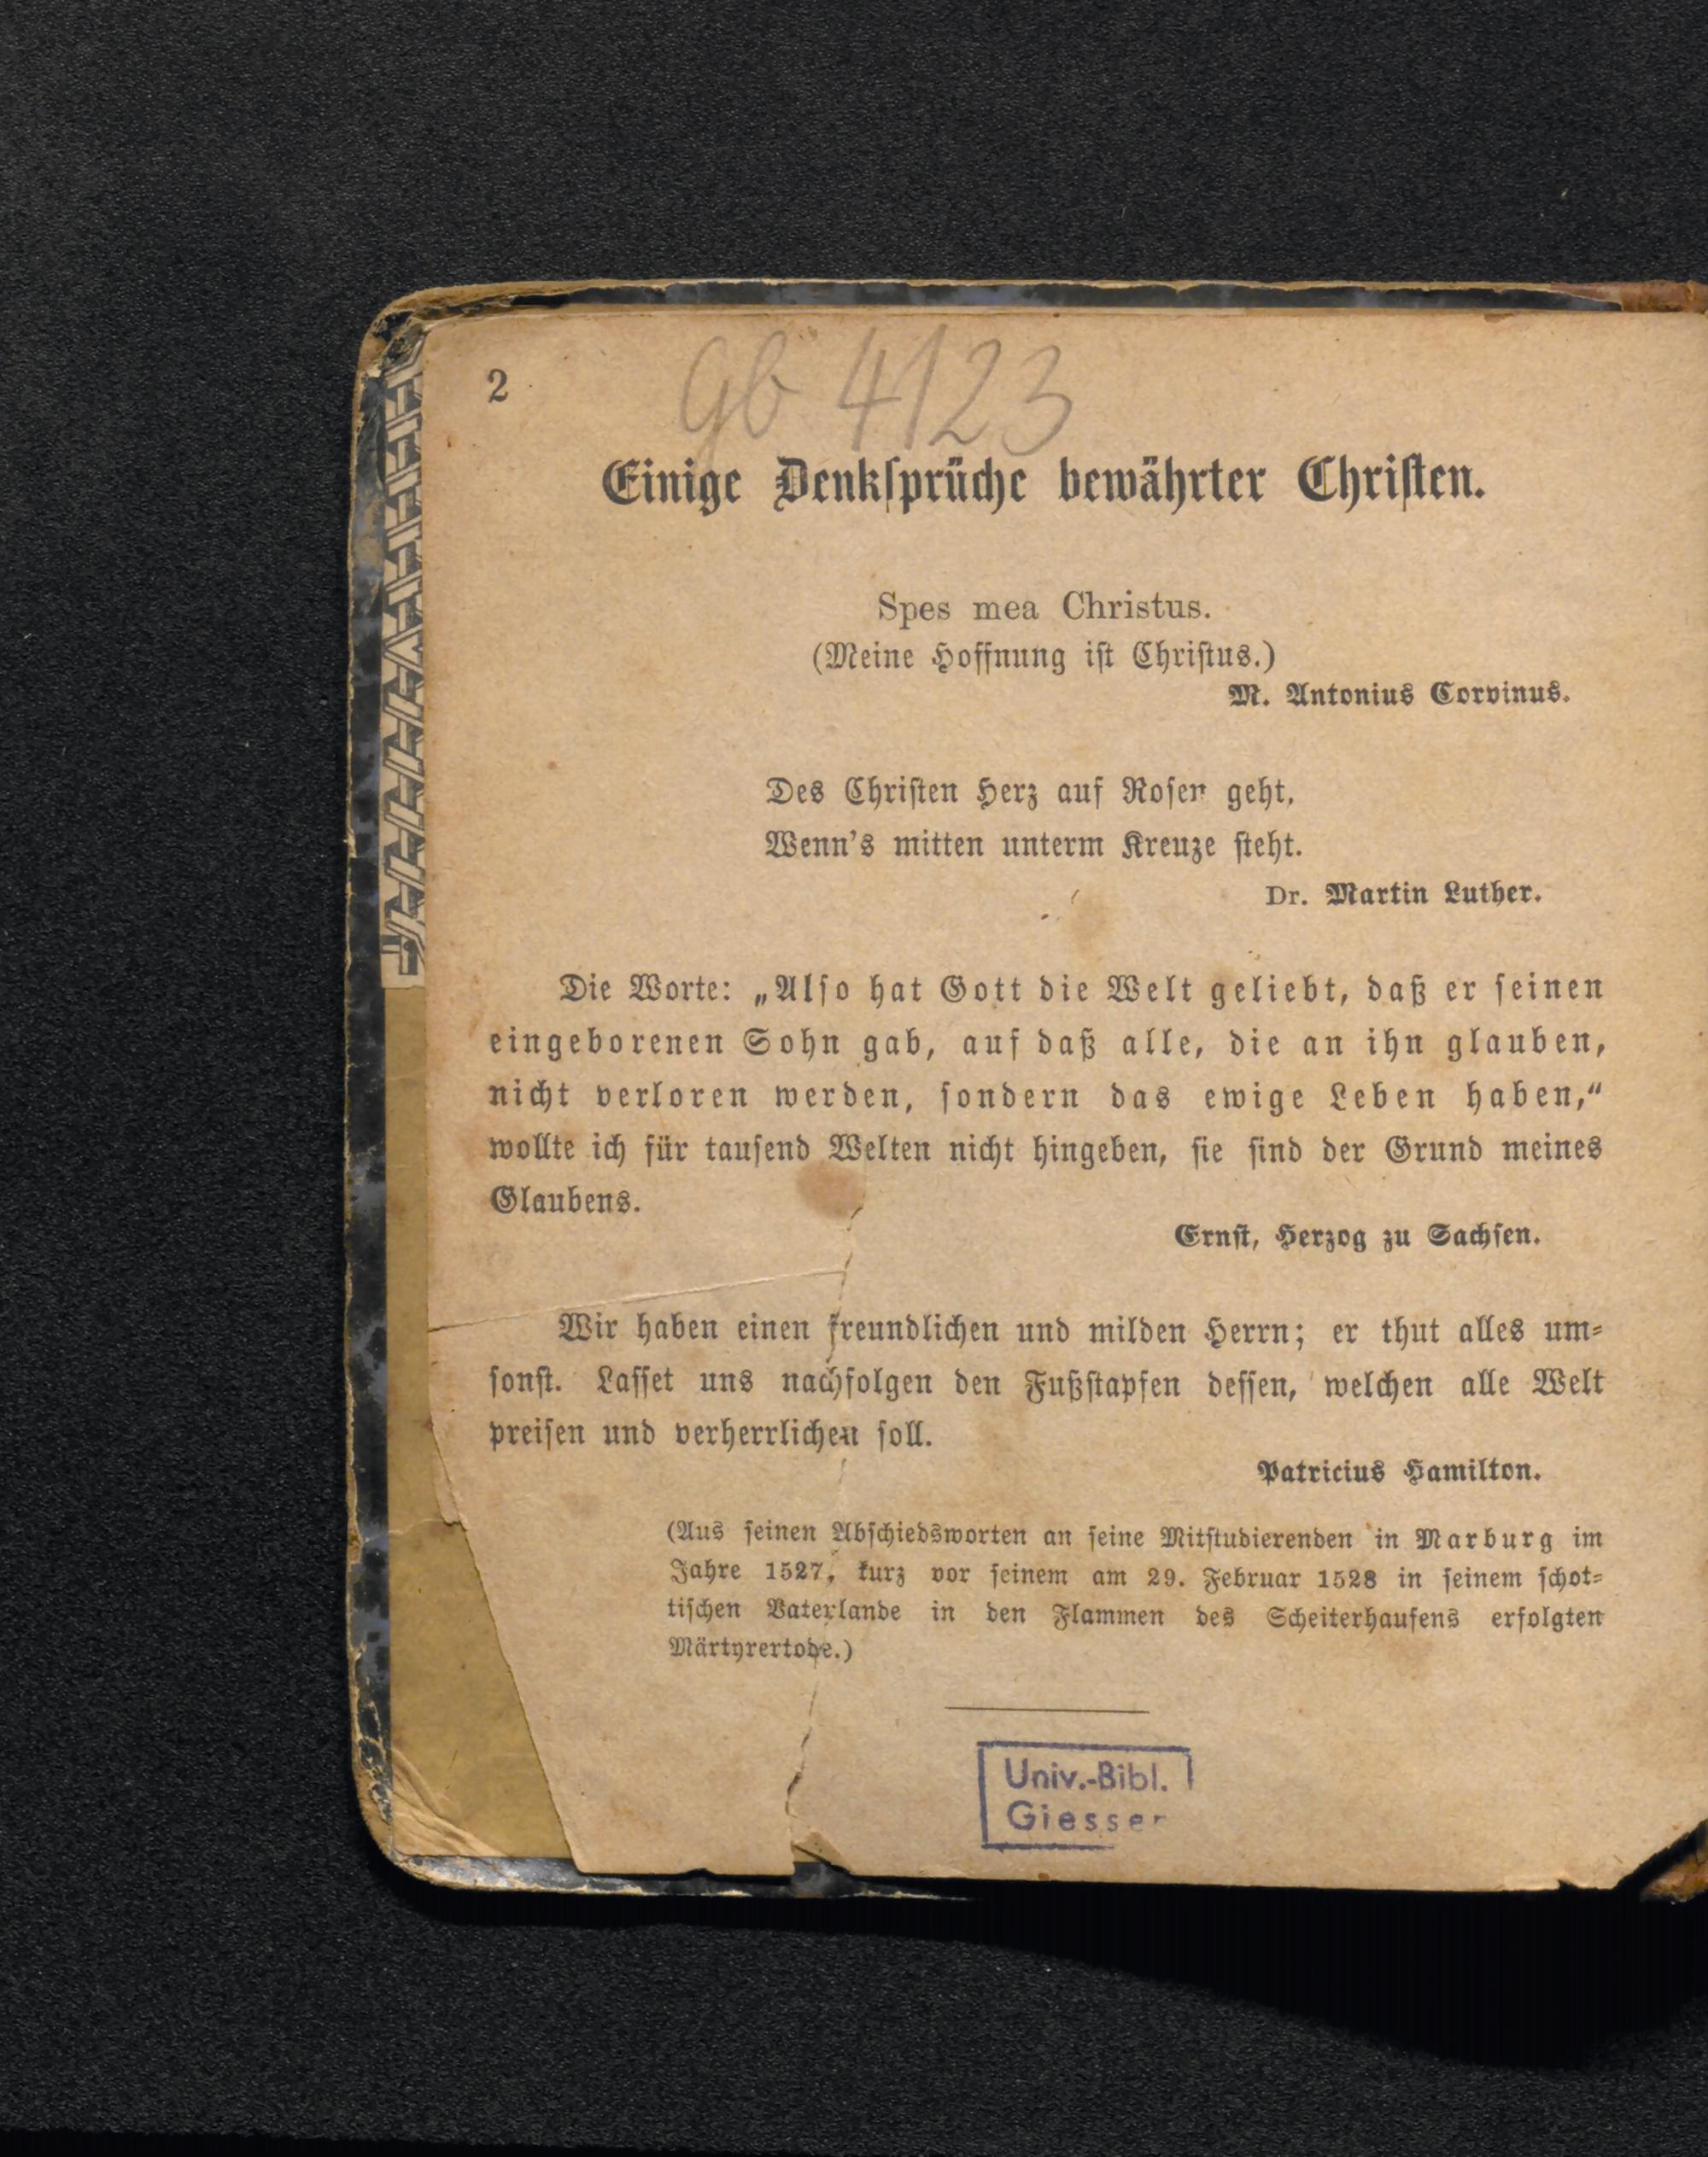 2
gb 4123
Einige Denksprüche bewährter Christen.
Spes mea Christus.
(Meine Hoffnung ist Christus.)
M. Antonius Corvinus.
Des Christen Herz auf Rosen geht,
Wenn's mitten unterm Kreuze steht.
Dr. Martin Luther.
Die Worte: „Also hat Gott die Welt geliebt, daß er seinen
eingeborenen Sohn gab, auf daß alle, die an ihn glauben,
nicht verloren werden, sondern das ewige Leben haben,“
wollte ich für tausend Welten nicht hingeben, sie sind der Grund meines
Glaubens.
Ernst, Herzog zu Sachsen.
Wir haben einen freundlichen und milden Herrn; er thut alles um-
sonst. Lasset uns nachfolgen den Fußstapfen dessen, welchen alle Welt
preisen und verherrlichen soll.
Patricius Hamilton.
(Aus seinen Abschiedsworten an seine Mitstudierenden in Marburg im
Jahre 1527, kurz vor seinem am 29. Februar 1528 in seinem schot-
tischen Vaterlande in den Flammen des Scheiterhaufens erfolgten
Märtyrertode.)
Univ.-Bibl.
Giessen